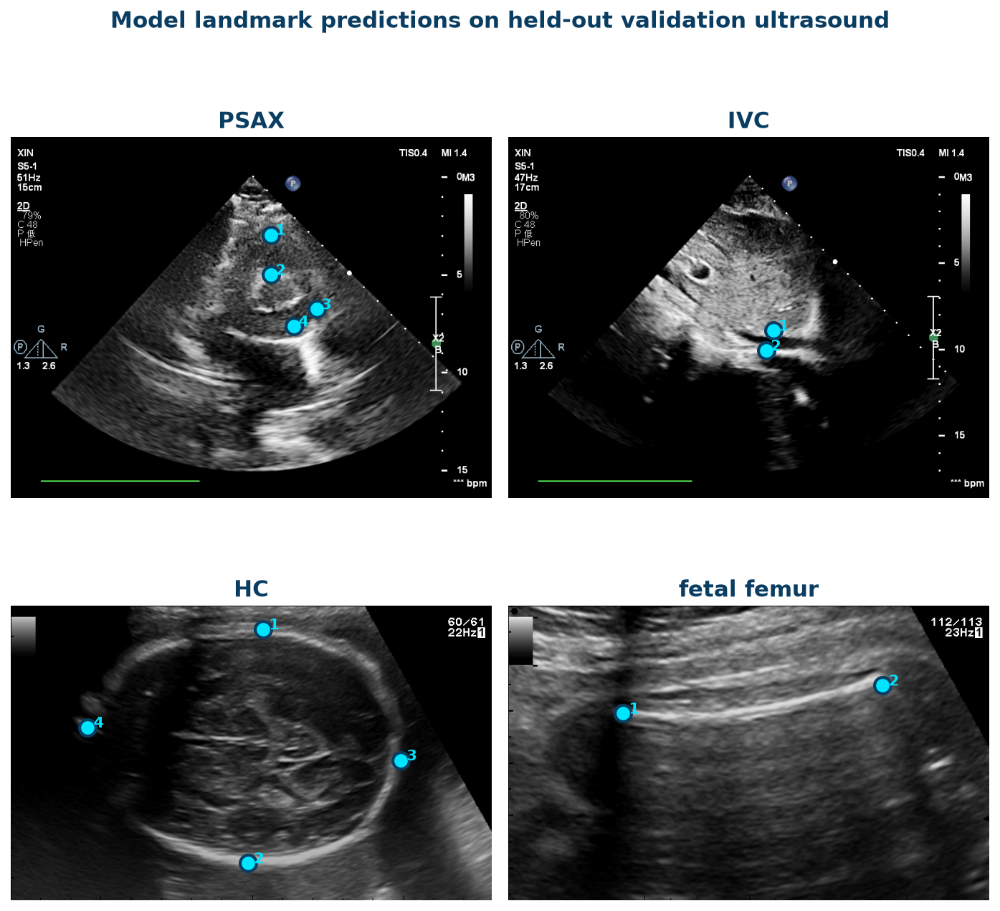 Model landmark predictions on held-out validation ultrasound
PSAX
XIN
S5-1
51Hz
15cm
2D
79%
C 48
P 低
HPen
TIS0.4 MI 1.4
P
0 M3
5
10
15
X2
B
G
P R
1.3 2.6
*** bpm
1
2
3
4
IVC
XIN
S5-1
47Hz
17cm
2D
80%
C 48
P 低
HPen
TIS0.4 MI 1.4
P
0 M3
5
10
15
X2
B
G
P R
1.3 2.6
*** bpm
1
2
HC
60/61
22Hz 1
1
4
3
2
fetal femur
112/113
23Hz 1
2
1